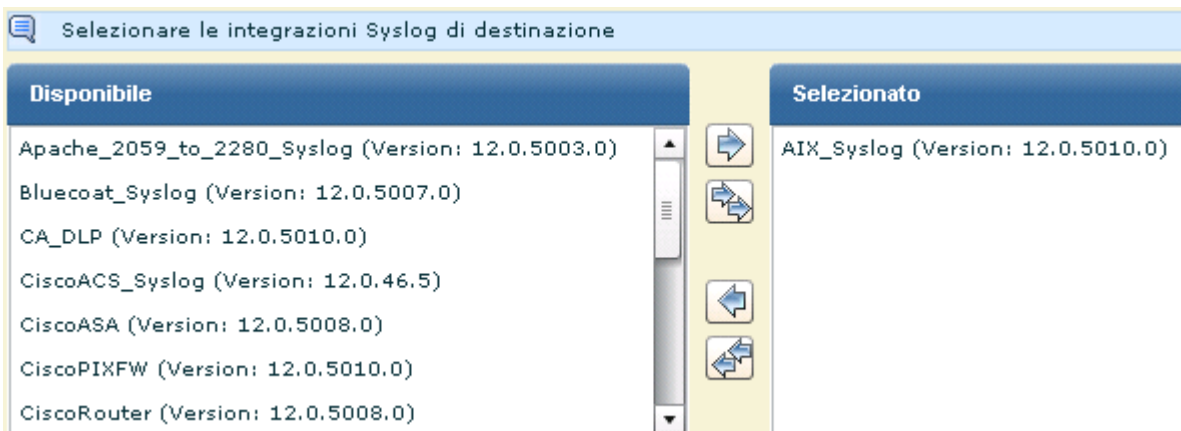 Selezionare le integrazioni Syslog di destinazione
Disponibile
Apache_2059_to_2280_Syslog (Version: 12.0.5003.0)
Bluecoat_Syslog (Version: 12.0.5007.0)
CA_DLP (Version: 12.0.5010.0)
CiscoACS_Syslog (Version: 12.0.46.5)
CiscoASA (Version: 12.0.5008.0)
CiscoPIXFW (Version: 12.0.5010.0)
CiscoRouter (Version: 12.0.5008.0)
Selezionato
AIX_Syslog (Version: 12.0.5010.0)